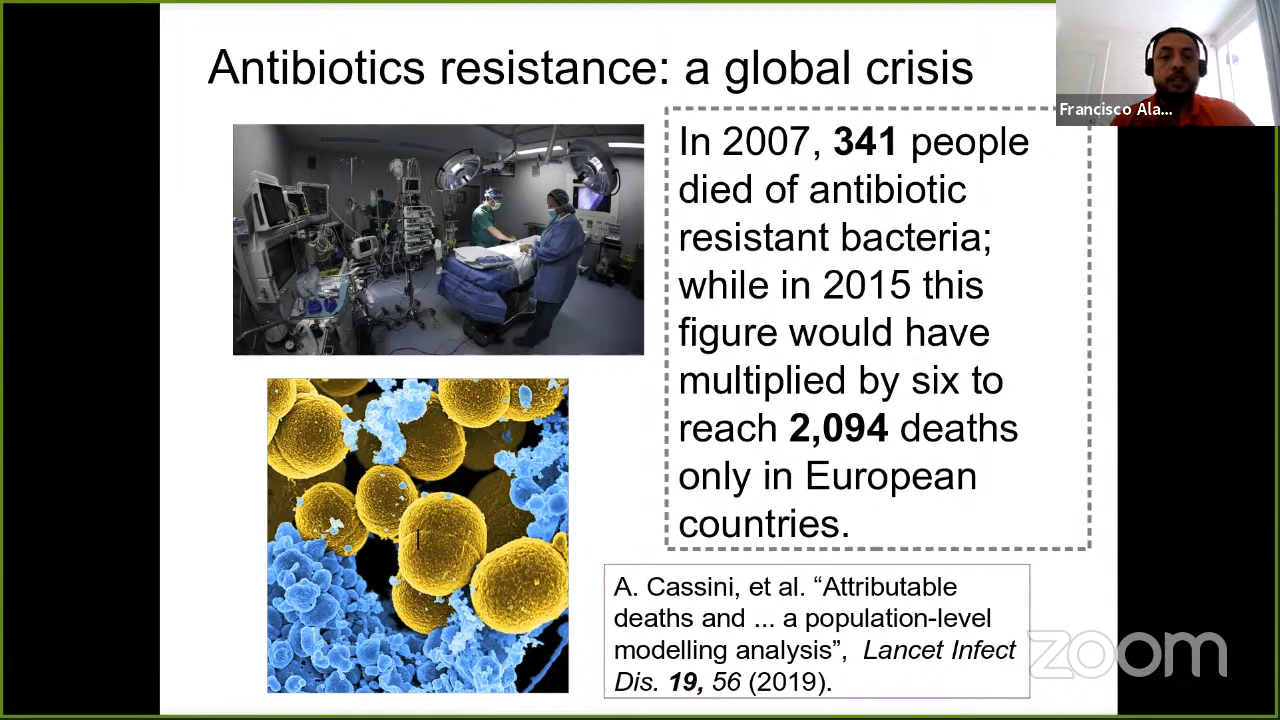 Antibiotics resistance: a global crisis
Francisco Ala...
In 2007, 341 people
died of antibiotic
resistant bacteria;
while in 2015 this
figure would have
multiplied by six to
reach 2,094 deaths
only in European
countries.
A. Cassini, et al. “Attributable
deaths and ... a population-level
modelling analysis”, Lancet Infect
Dis. 19, 56 (2019).
zoom